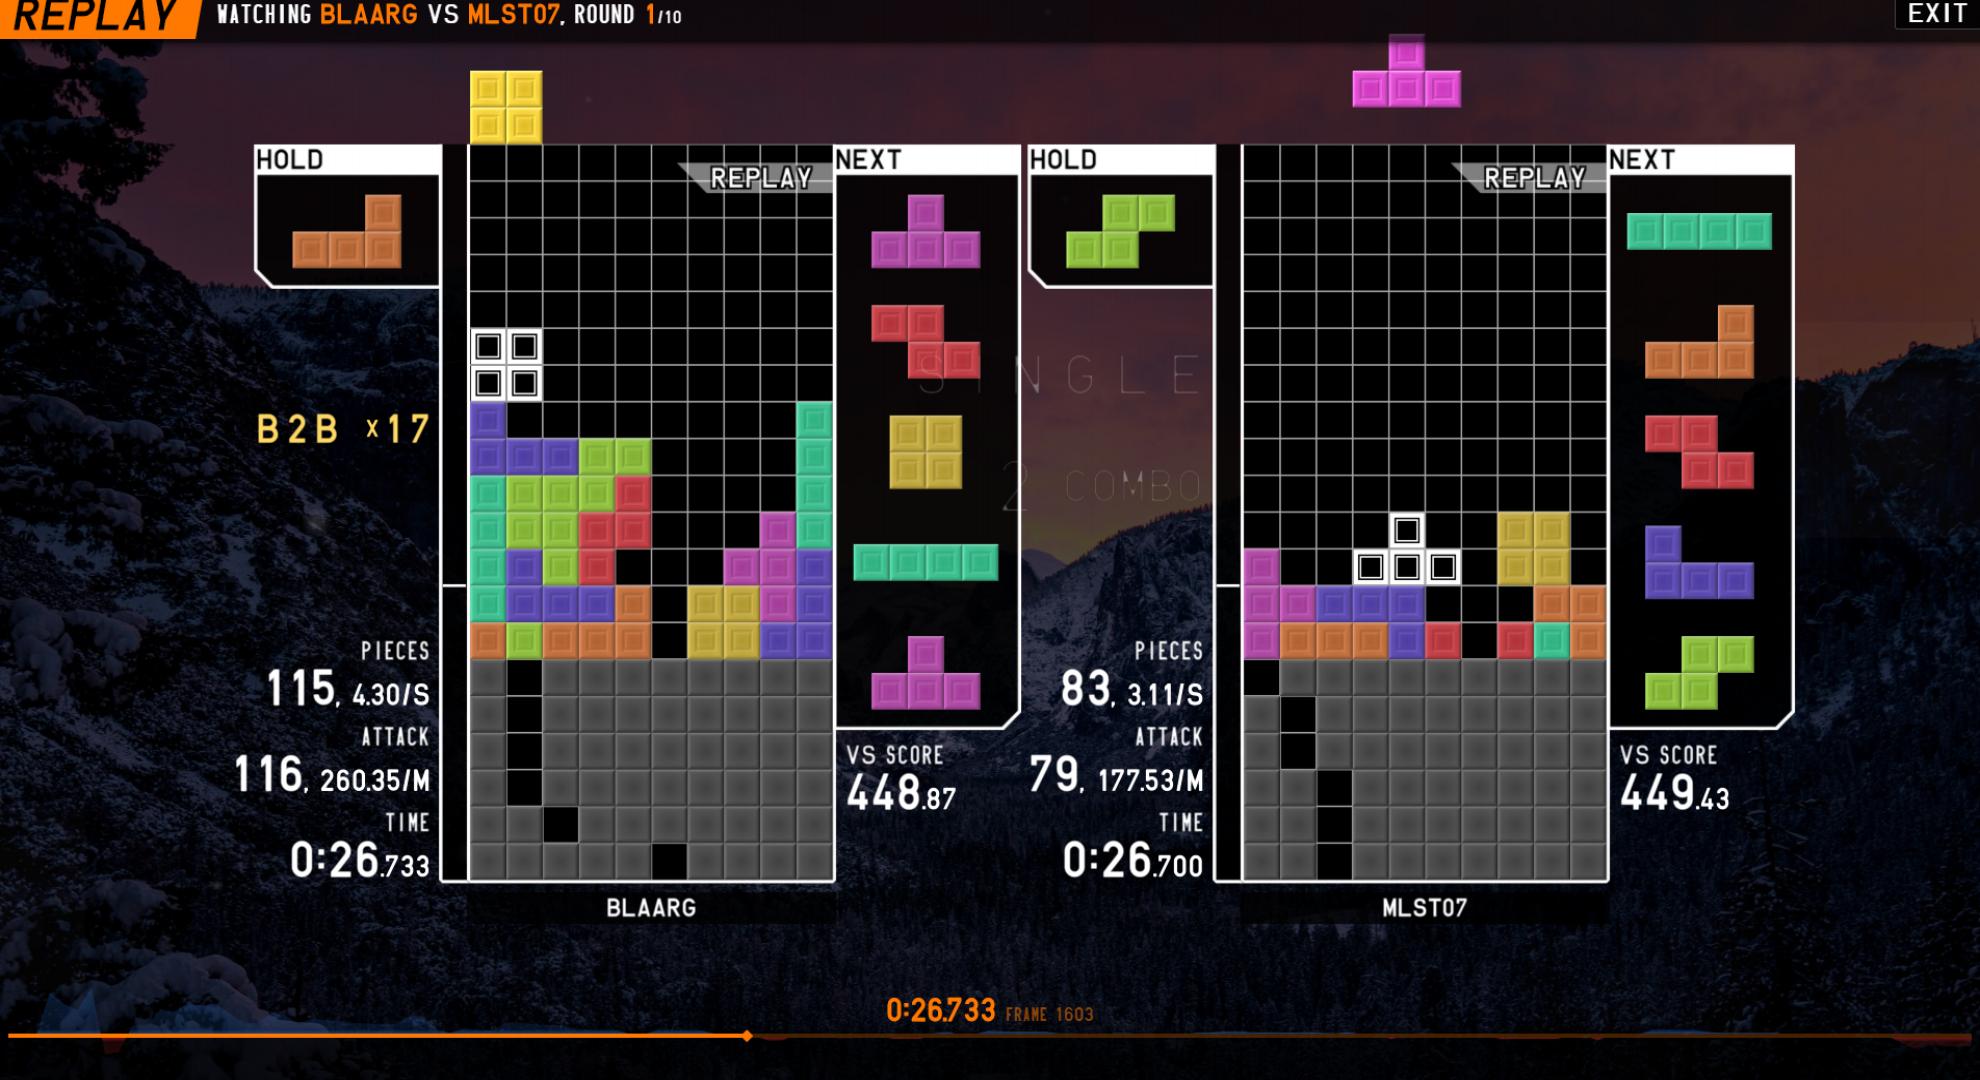 REPLAY
WATCHING BLAARG VS MLST07, ROUND 1/10
EXIT
HOLD
REPLAY
NEXT
B2B ×17
PIECES
115, 4.30/S
ATTACK
116, 260.35/M
TIME
0:26.733
VS SCORE
448.87
BLAARG
HOLD
REPLAY
NEXT
SINGLE
2 COMBO
PIECES
83, 3.11/S
ATTACK
79, 177.53/M
TIME
0:26.700
VS SCORE
449.43
MLST07
0:26.733 FRAME 1603